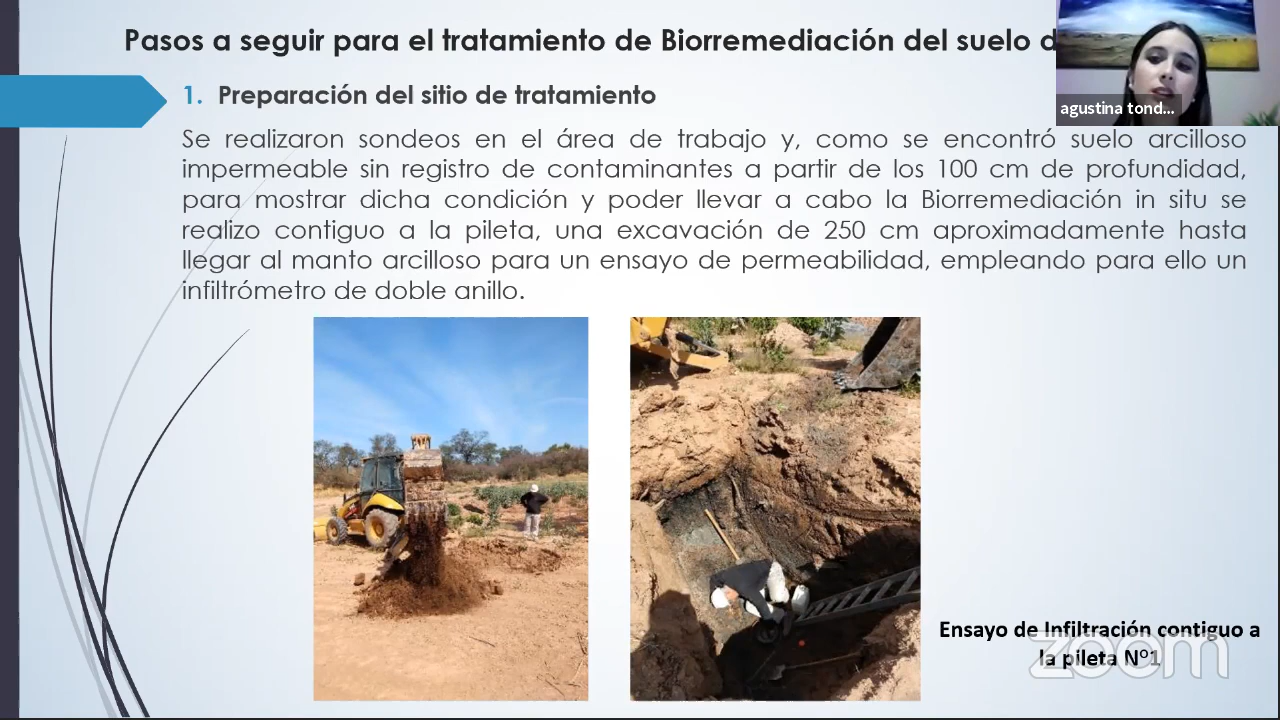 Pasos a seguir para el tratamiento de Biorremediación del suelo d
agustina tond...
1. Preparación del sitio de tratamiento
Se realizaron sondeos en el área de trabajo y, como se encontró suelo arcilloso
impermeable sin registro de contaminantes a partir de los 100 cm de profundidad,
para mostrar dicha condición y poder llevar a cabo la Biorremediación in situ se
realizo contiguo a la pileta, una excavación de 250 cm aproximadamente hasta
llegar al manto arcilloso para un ensayo de permeabilidad, empleando para ello un
infiltrómetro de doble anillo.
Ensayo de Infiltración contiguo a
la pileta Nº1
zoom